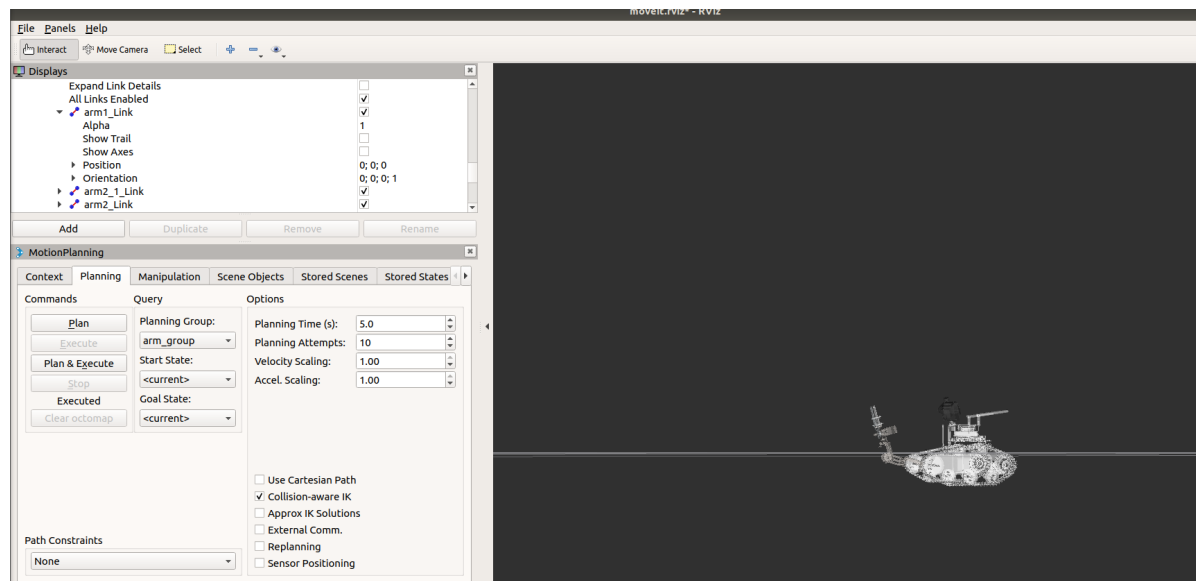 moveit.rviz* - RViz
File Panels Help
Interact Move Camera Select
Displays
Expand Link Details
All Links Enabled
arm1_Link
Alpha 1
Show Trail
Show Axes
Position 0; 0; 0
Orientation 0; 0; 0; 1
arm2_1_Link
arm2_Link
Add Duplicate Remove Rename
MotionPlanning
Context Planning Manipulation Scene Objects Stored Scenes Stored States
Commands Query Options
Plan Planning Group: Planning Time (s): 5.0
Execute arm_group Planning Attempts: 10
Plan & Execute Start State: Velocity Scaling: 1.00
Stop <current> Accel. Scaling: 1.00
Executed Goal State:
Clear octomap <current>
Use Cartesian Path
Collision-aware IK
Approx IK Solutions
External Comm.
Path Constraints Replanning
None Sensor Positioning